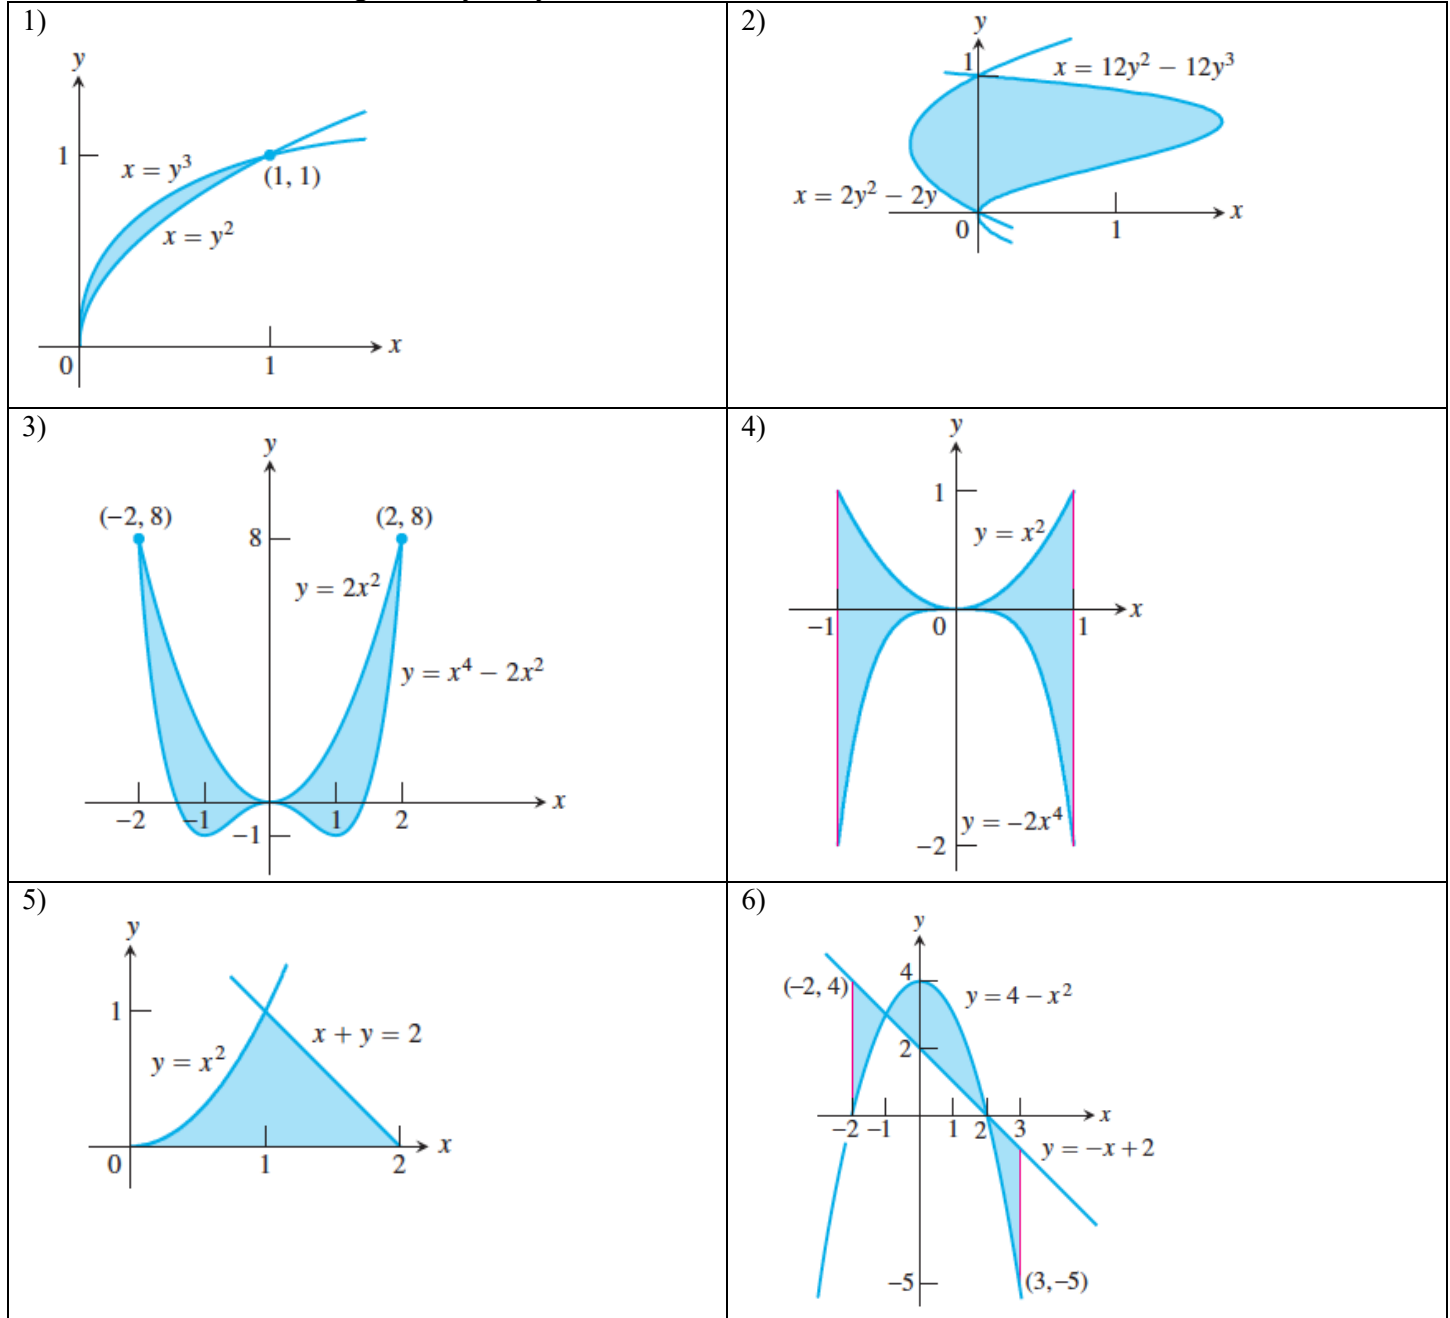 1)
y
1
x = y³
(1, 1)
x = y²
x
0
1
2)
y
1
x = 12y² − 12y³
x = 2y² − 2y
x
0
1
3)
y
(−2, 8)
(2, 8)
8
y = 2x²
y = x⁴ − 2x²
x
−2
−1
1
2
−1
4)
y
1
y = x²
x
−1
0
1
y = −2x⁴
−2
5)
y
1
x + y = 2
y = x²
x
0
1
2
6)
y
4
(−2, 4)
y = 4 − x²
2
x
−2 −1
1 2 3
y = −x + 2
−5
(3, −5)